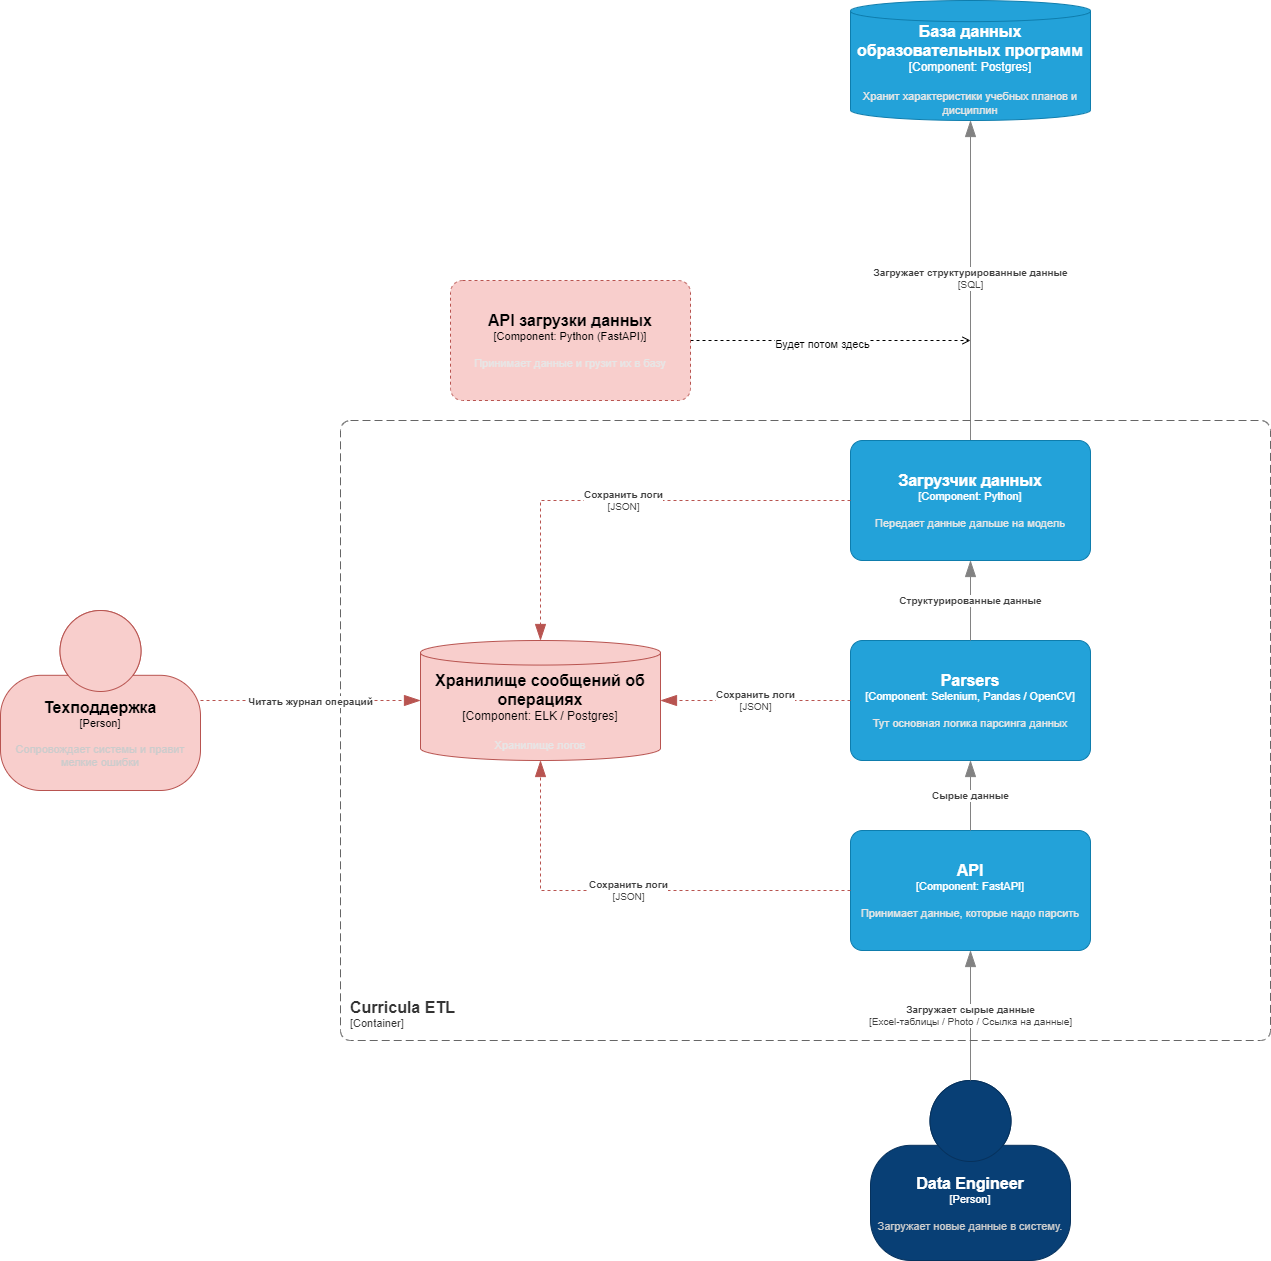 База данных
образовательных программ
[Component: Postgres]
Хранит характеристики учебных планов и
дисциплин
Загружает структурированные данные
[SQL]
API загрузки данных
[Component: Python (FastAPI)]
Принимает данные и грузит их в базу
Будет потом здесь
Загрузчик данных
[Component: Python]
Передает данные дальше на модель
Сохранить логи
[JSON]
Структурированные данные
Техподдержка
[Person]
Сопровождает системы и правит
мелкие ошибки
Читать журнал операций
Хранилище сообщений об
операциях
[Component: ELK / Postgres]
Хранилище логов
Сохранить логи
[JSON]
Parsers
[Component: Selenium, Pandas / OpenCV]
Тут основная логика парсинга данных
Сырые данные
API
[Component: FastAPI]
Принимает данные, которые надо парсить
Сохранить логи
[JSON]
Curricula ETL
[Container]
Загружает сырые данные
[Excel-таблицы / Photo / Ссылка на данные]
Data Engineer
[Person]
Загружает новые данные в систему.